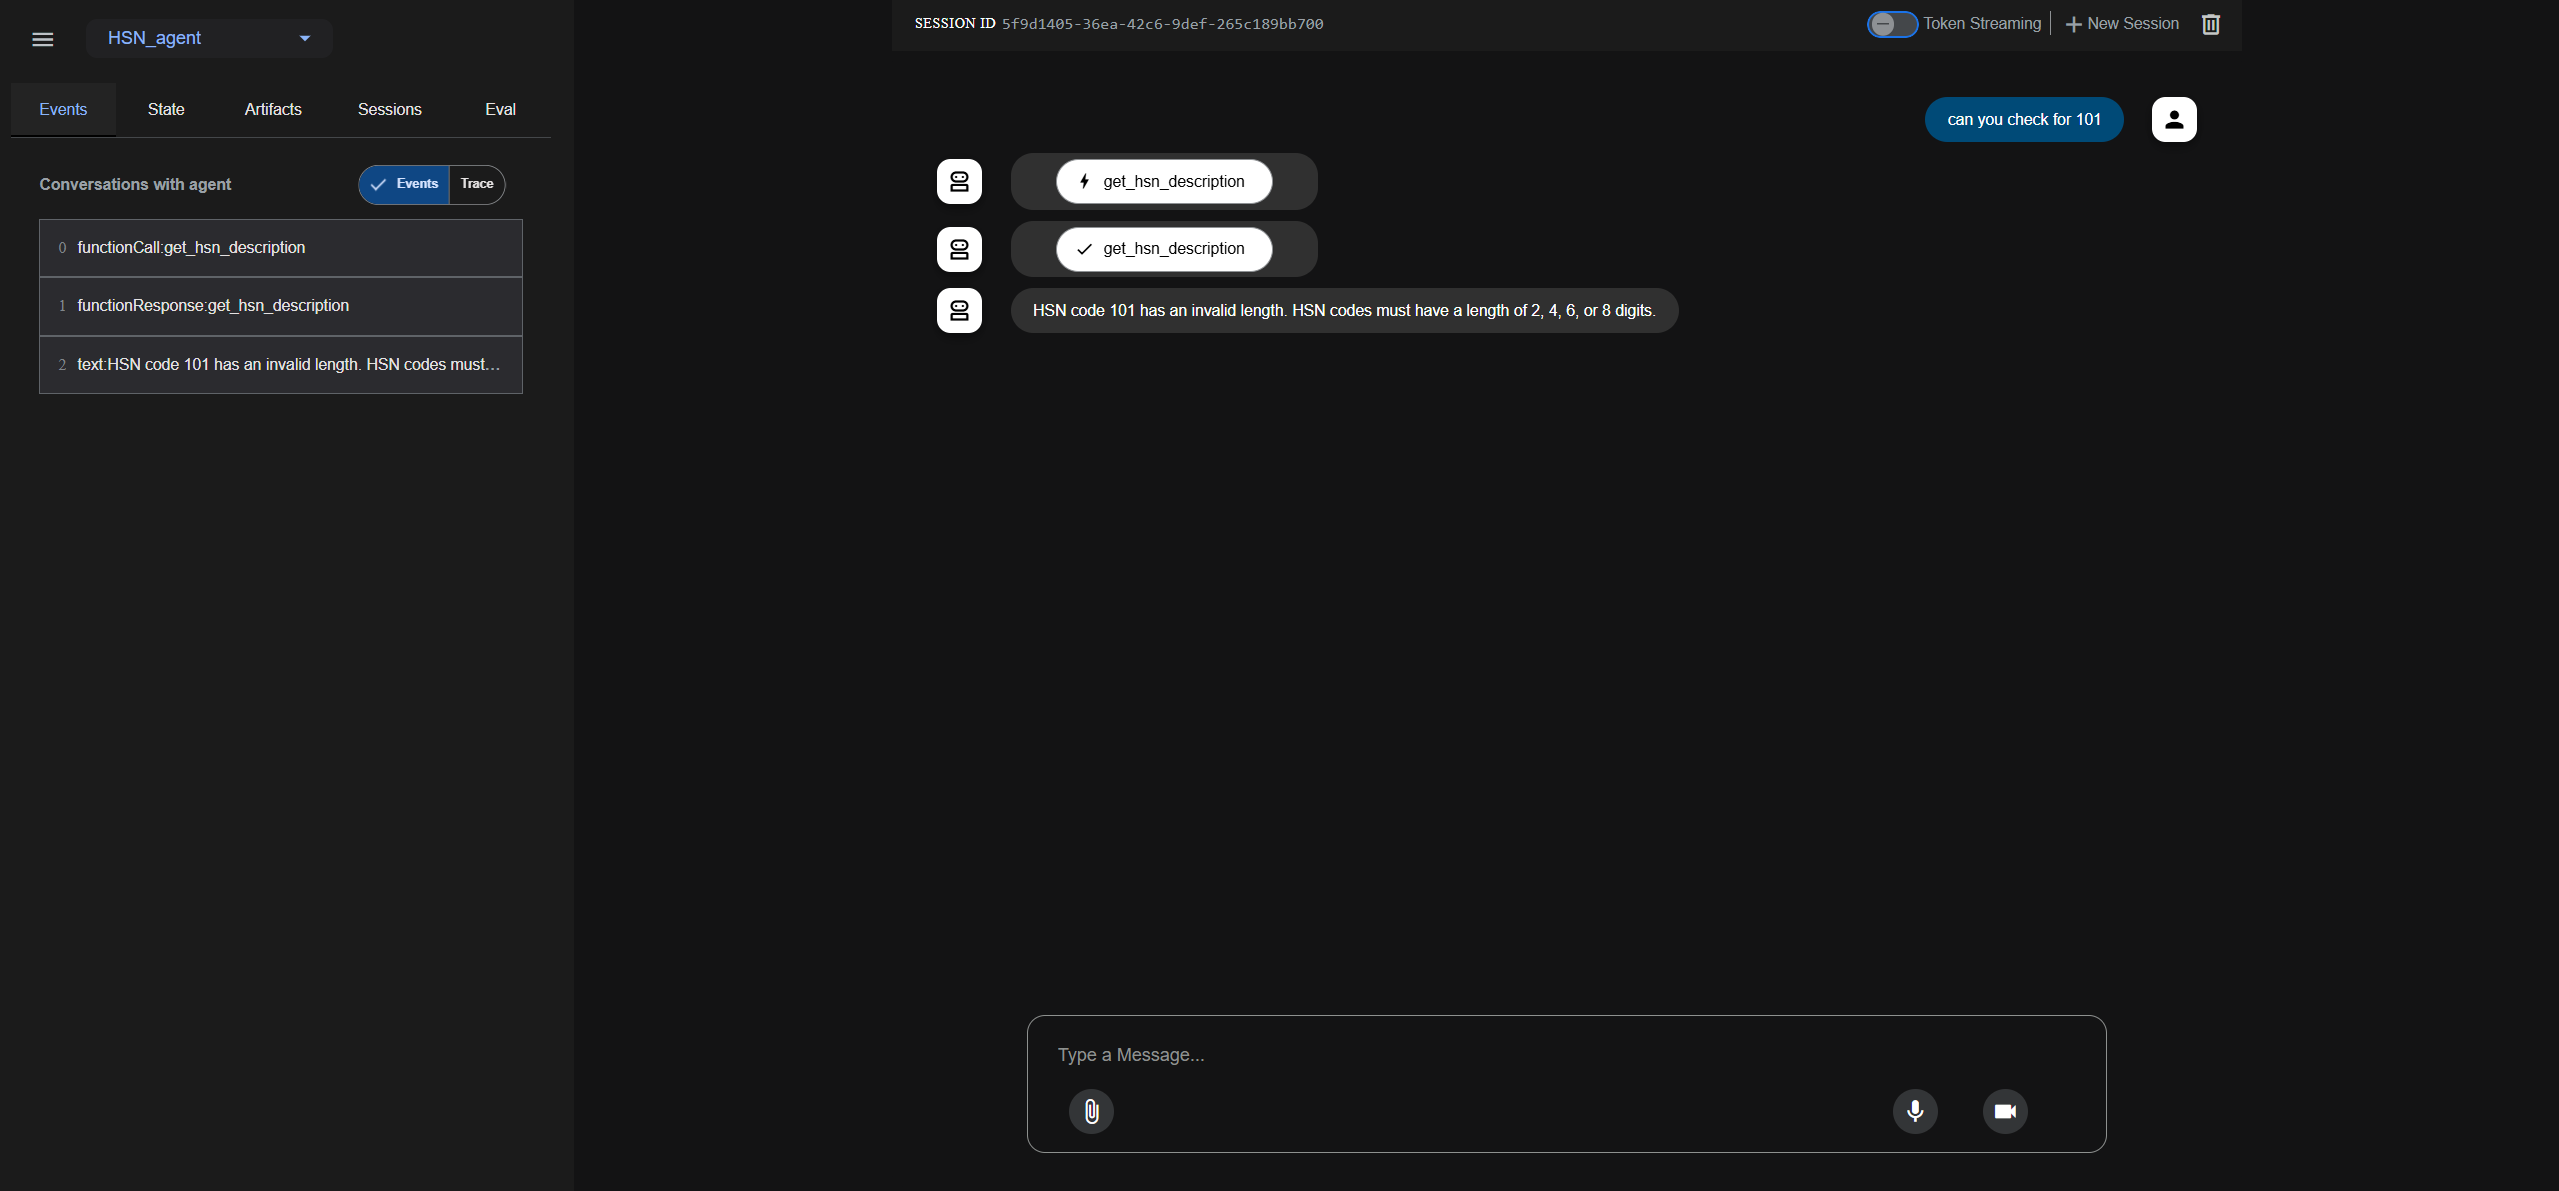 HSN_agent
SESSION ID 5f9d1405-36ea-42c6-9def-265c189bb700
Token Streaming
New Session
Events
State
Artifacts
Sessions
Eval
Conversations with agent
Events
Trace
0 functionCall:get_hsn_description
1 functionResponse:get_hsn_description
2 text:HSN code 101 has an invalid length. HSN codes must...
can you check for 101
get_hsn_description
get_hsn_description
HSN code 101 has an invalid length. HSN codes must have a length of 2, 4, 6, or 8 digits.
Type a Message...